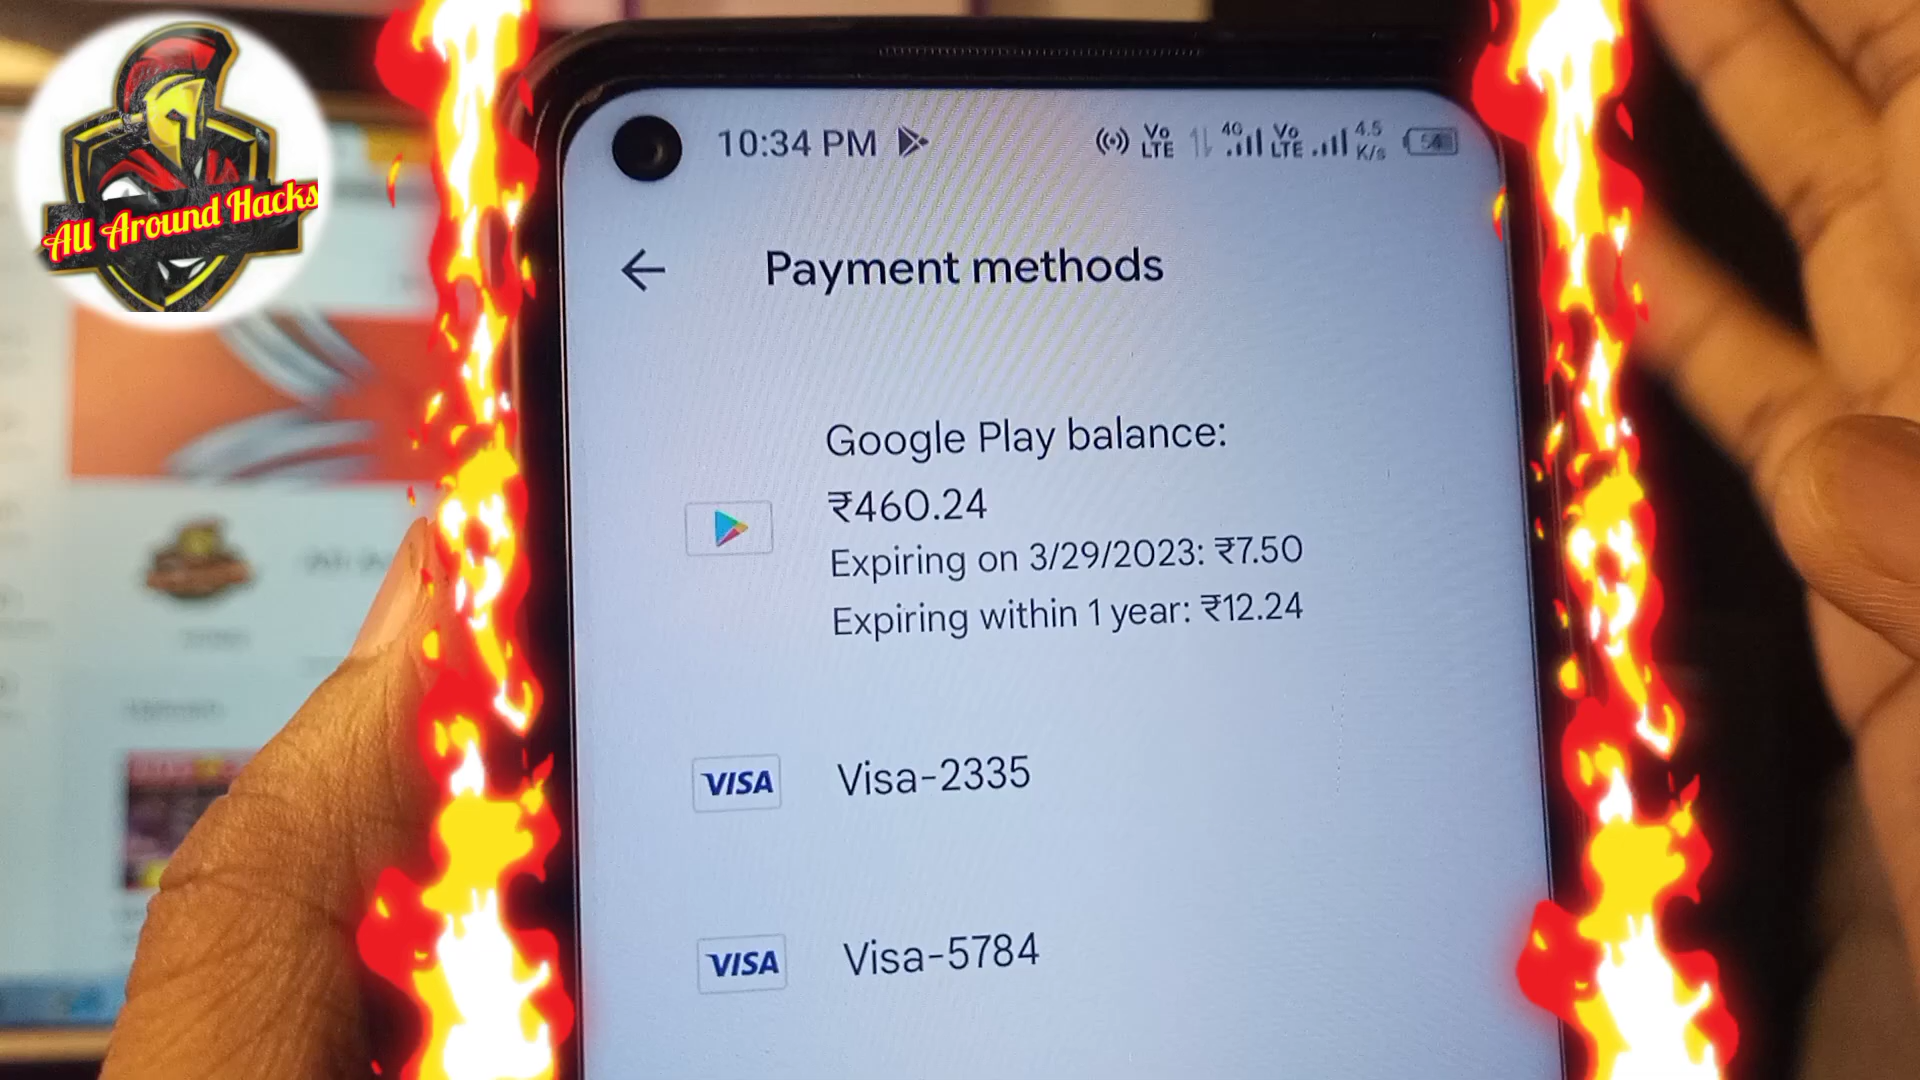 All Around Hacks
10:34 PM
Vo LTE 4G Vo LTE 4.5 K/s 54
Payment methods
Google Play balance:
₹460.24
Expiring on 3/29/2023: ₹7.50
Expiring within 1 year: ₹12.24
VISA Visa-2335
VISA Visa-5784